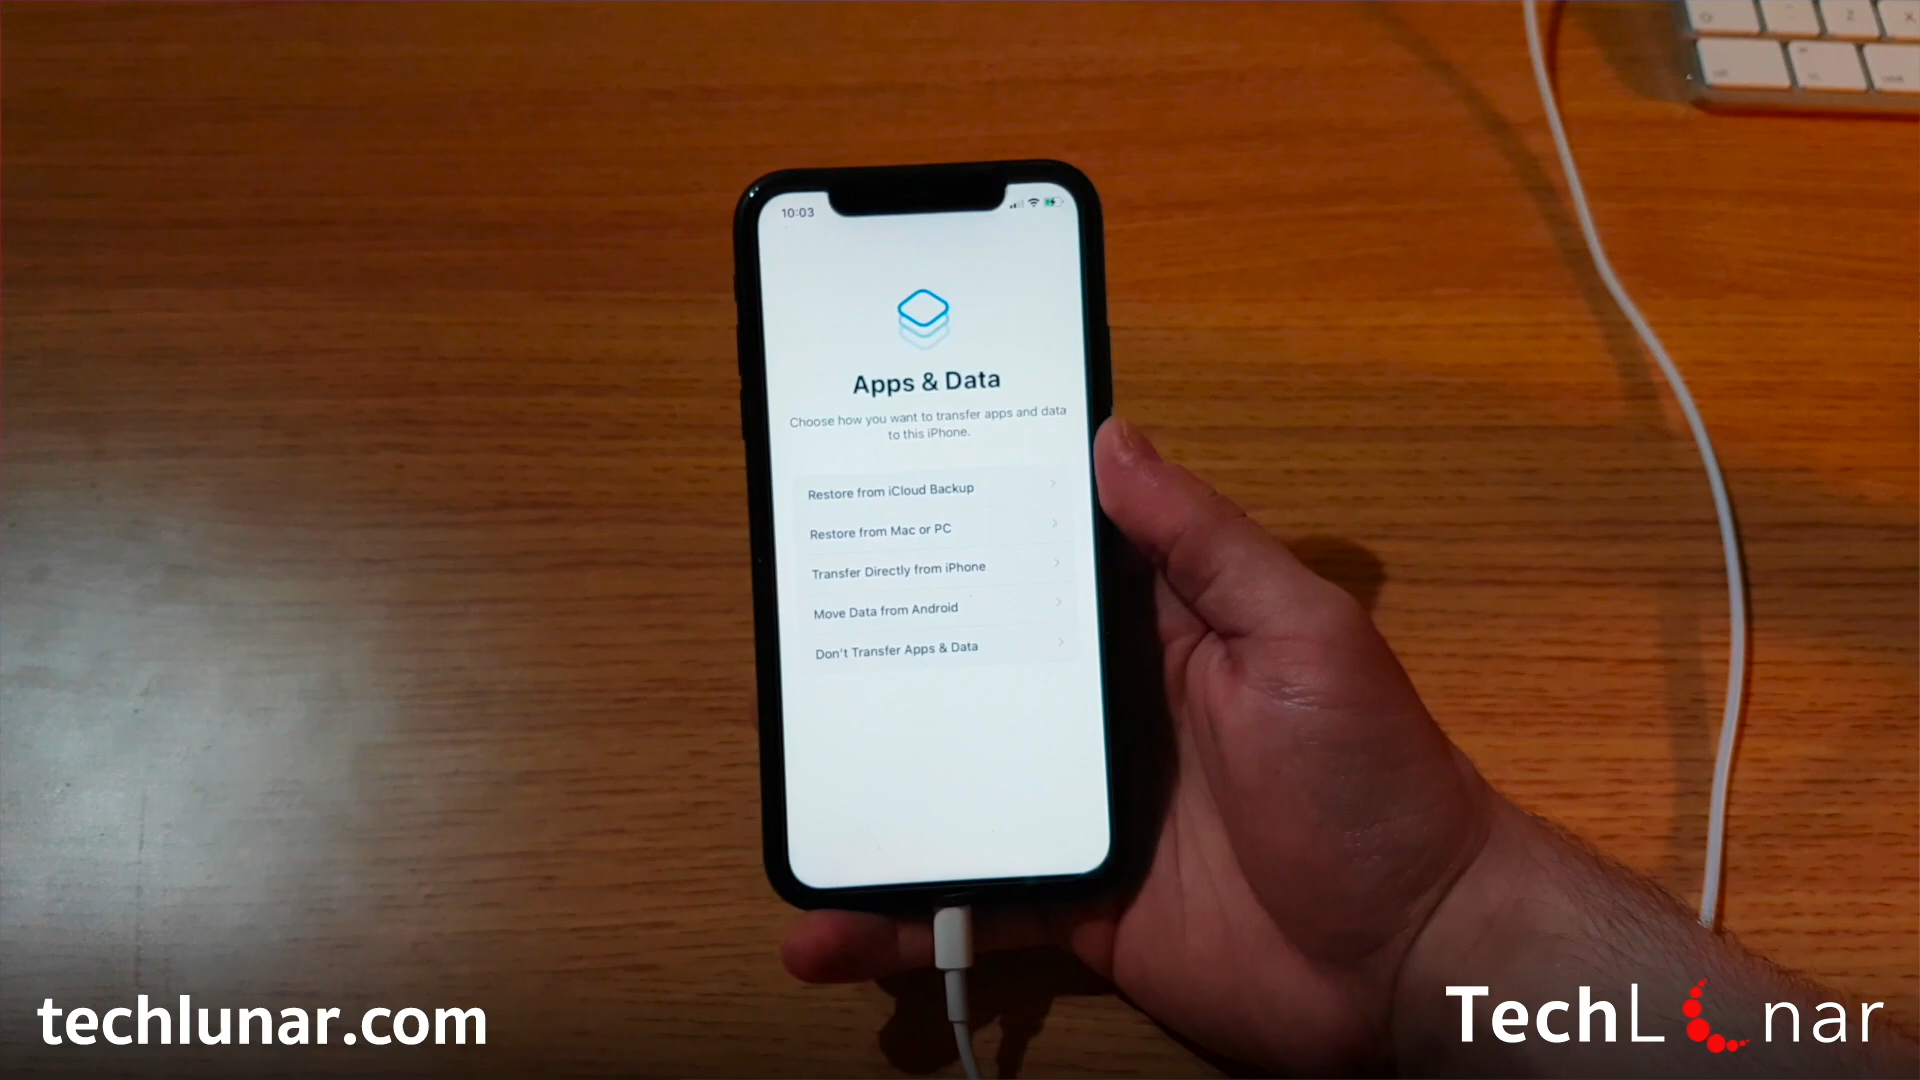 10:03
Apps & Data
Choose how you want to transfer apps and data
to this iPhone.
Restore from iCloud Backup
Restore from Mac or PC
Transfer Directly from iPhone
Move Data from Android
Don't Transfer Apps & Data
techlunar.com
TechLunar